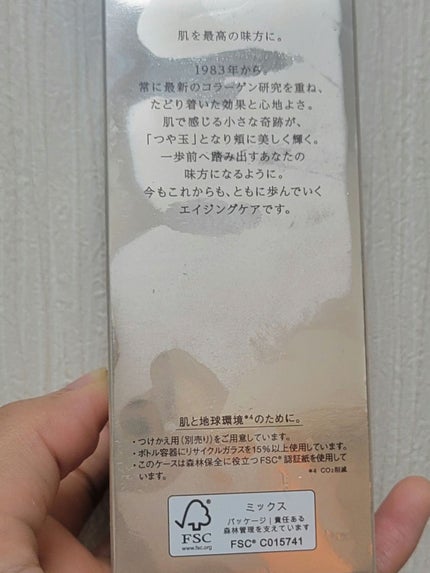 肌を最高の味方に。
1983年から
常に最新のコラーゲン研究を重ね、
たどり着いた効果と心地よさ。
肌で感じる小さな奇跡が、
「つや玉」となり頬に美しく輝く。
一歩前へ踏み出すあなたの
味方になるように。
今もこれからも、ともに歩んでいく
エイジングケアです。
肌と地球環境*4のために。
・つけかえ用(別売り)をご用意しています。
・ボトル容器にリサイクルガラスを15%以上使用しています。
・このケースは森林保全に役立つFSC®認証紙を使用して
います。
*4 CO2削減
FSC
www.fsc.org
ミックス
パッケージ|責任ある
森林管理を支えています
FSC® C015741